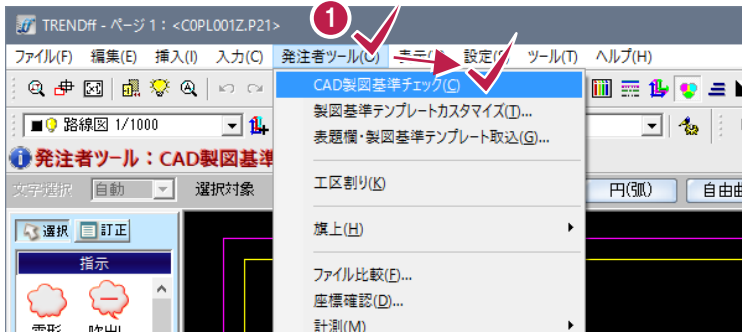 TRENDff - ページ 1 : <C0PL001Z.P21>
1
ファイル(F) 編集(E) 挿入(I) 入力(C) 発注者ツール(O) 表示(V) 設定(S) ツール(T) ヘルプ(H)
CAD製図基準チェック(C)
製図基準テンプレートカスタマイズ(T)...
路線図 1/1000
表題欄・製図基準テンプレート取込(G)...
発注者ツール：CAD製図基準
工区割り(K)
文字選択 自動 選択対象 円(弧) 自由曲
選択 訂正
旗上(H)
指示
ファイル比較(F)...
座標確認(D)...
雲形 吹出し
計測(M)